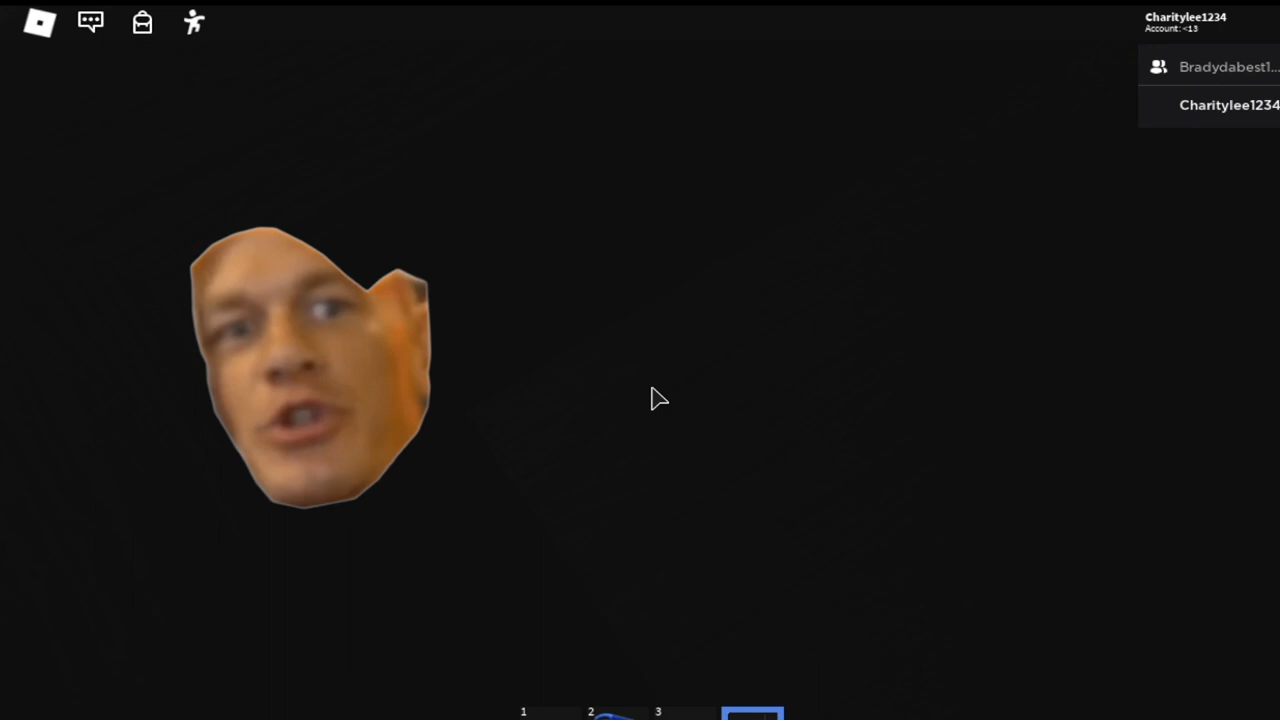 Charitylee1234
Account: <13
Bradydabest1...
Charitylee1234
1
2
3